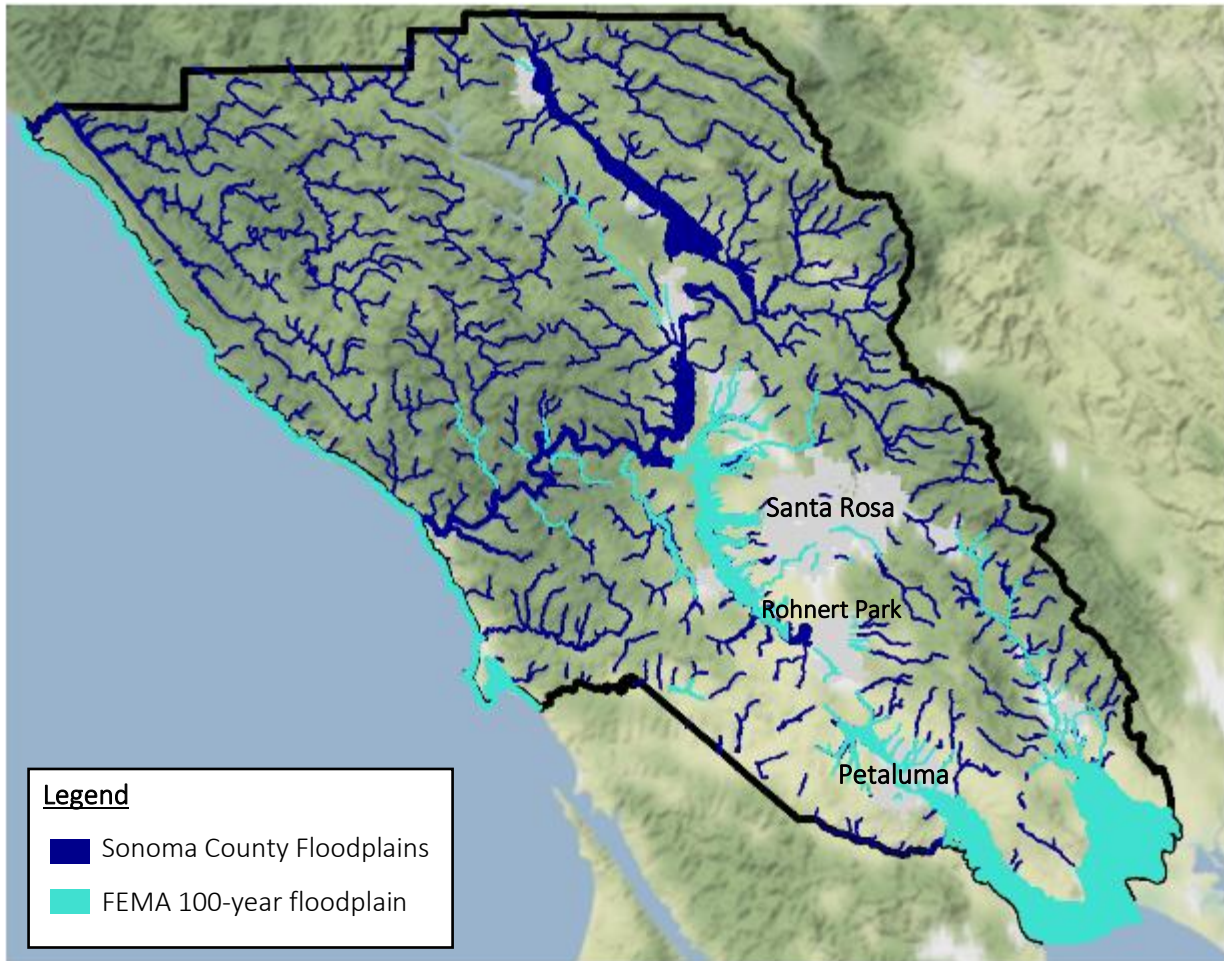 Santa Rosa
Rohnert Park
Petaluma
Legend
Sonoma County Floodplains
FEMA 100-year floodplain